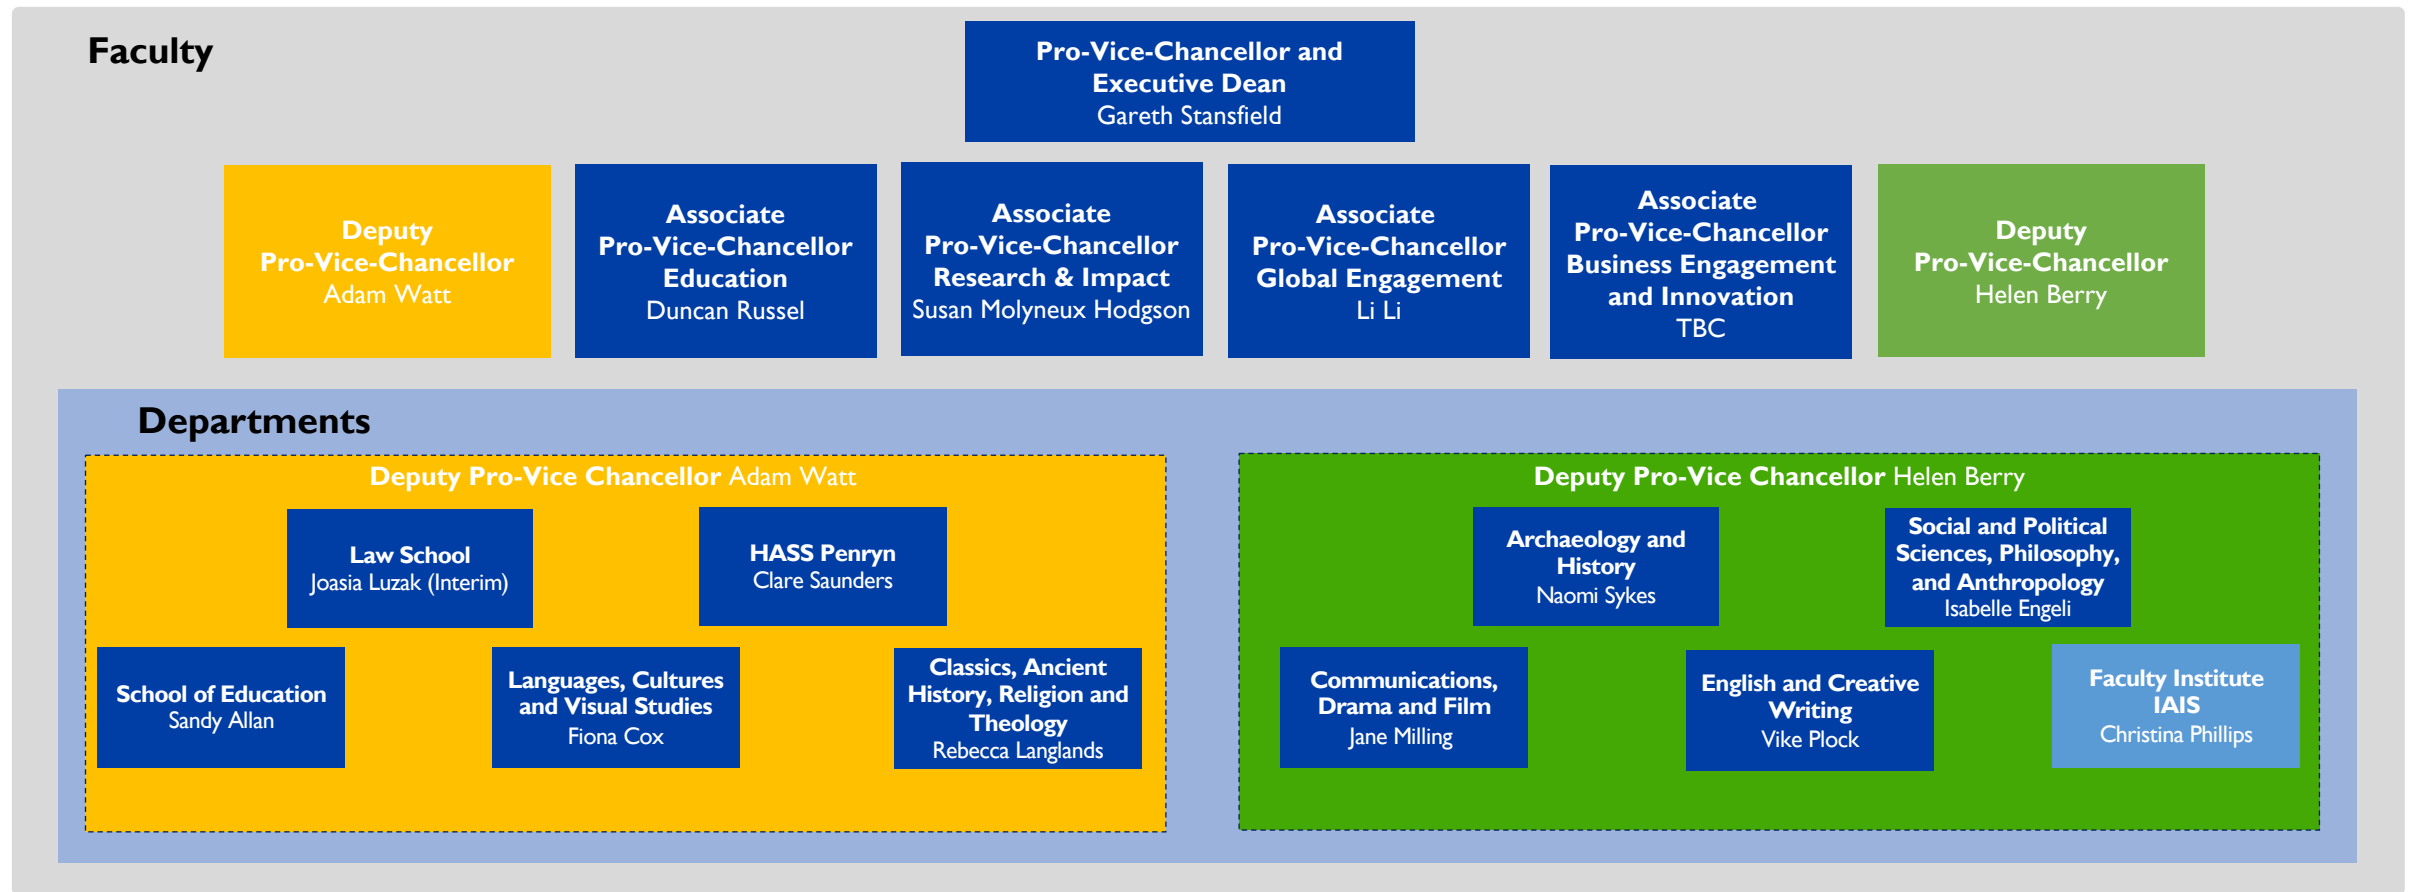 Faculty
Pro-Vice-Chancellor and
Executive Dean
Gareth Stansfield
Deputy
Pro-Vice-Chancellor
Adam Watt
Associate
Pro-Vice-Chancellor
Education
Duncan Russel
Associate
Pro-Vice-Chancellor
Research & Impact
Susan Molyneux Hodgson
Associate
Pro-Vice-Chancellor
Global Engagement
Li Li
Associate
Pro-Vice-Chancellor
Business Engagement
and Innovation
TBC
Deputy
Pro-Vice-Chancellor
Helen Berry
Departments
Deputy Pro-Vice Chancellor Adam Watt
Law School
Joasia Luzak (Interim)
HASS Penryn
Clare Saunders
School of Education
Sandy Allan
Languages, Cultures
and Visual Studies
Fiona Cox
Classics, Ancient
History, Religion and
Theology
Rebecca Langlands
Deputy Pro-Vice Chancellor Helen Berry
Archaeology and
History
Naomi Sykes
Social and Political
Sciences, Philosophy,
and Anthropology
Isabelle Engeli
Communications,
Drama and Film
Jane Milling
English and Creative
Writing
Vike Plock
Faculty Institute
IAIS
Christina Phillips